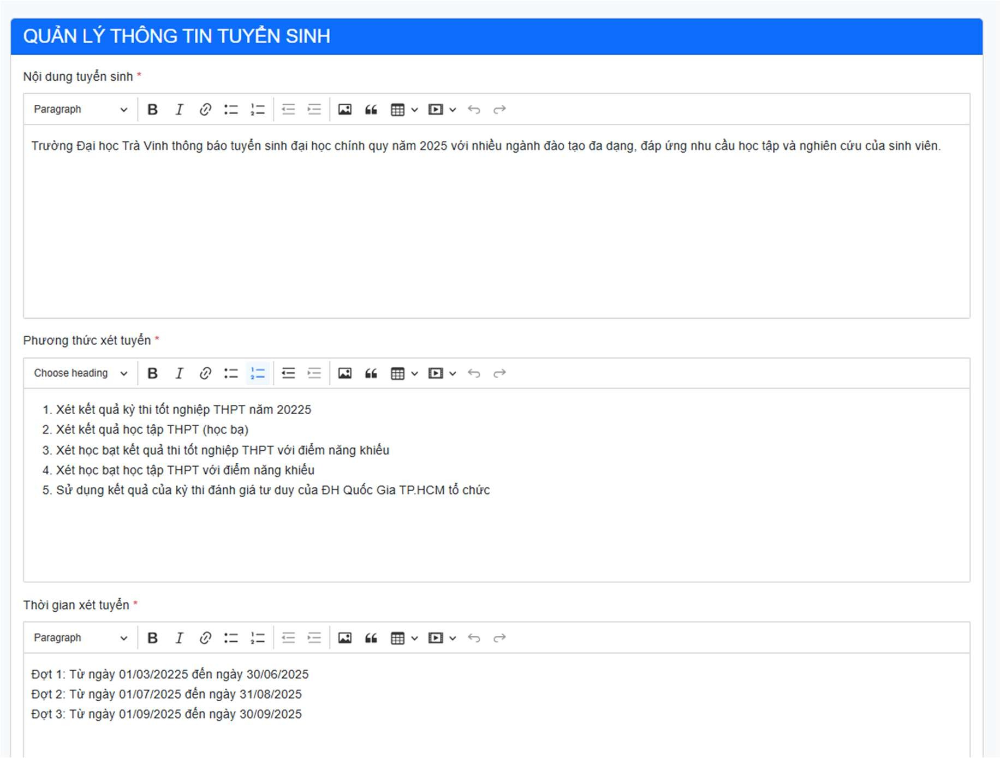 QUẢN LÝ THÔNG TIN TUYỂN SINH
Nội dung tuyển sinh *
Paragraph
Trường Đại học Trà Vinh thông báo tuyển sinh đại học chính quy năm 2025 với nhiều ngành đào tạo đa dạng, đáp ứng nhu cầu học tập và nghiên cứu của sinh viên.
Phương thức xét tuyển *
Choose heading
1. Xét kết quả kỳ thi tốt nghiệp THPT năm 20225
2. Xét kết quả học tập THPT (học bạ)
3. Xét học bạt kết quả thi tốt nghiệp THPT với điểm năng khiếu
4. Xét học bạt học tập THPT với điểm năng khiếu
5. Sử dụng kết quả của kỳ thi đánh giá tư duy của ĐH Quốc Gia TP.HCM tổ chức
Thời gian xét tuyển *
Paragraph
Đợt 1: Từ ngày 01/03/20225 đến ngày 30/06/2025
Đợt 2: Từ ngày 01/07/2025 đến ngày 31/08/2025
Đợt 3: Từ ngày 01/09/2025 đến ngày 30/09/2025